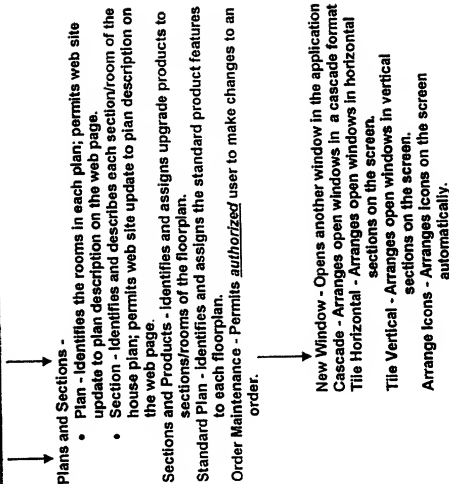 Plans and Sections -
• Plan - Identifies the rooms in each plan; permits web site
update to plan description on the web page.
• Section - Identifies and describes each section/room of the
house plan; permits web site update to plan description on
the web page.
Sections and Products - Identifies and assigns upgrade products to
sections/rooms of the floorplan.
Standard Plan - Identifies and assigns the standard product features
to each floorplan.
Order Maintenance - Permits authorized user to make changes to an
order.
New Window - Opens another window in the application
Cascade - Arranges open windows in a cascade format
Tile Horizontal - Arranges open windows in horizontal
sections on the screen.
Tile Vertical - Arranges open windows in vertical
sections on the screen.
Arrange Icons - Arranges Icons on the screen
automatically.